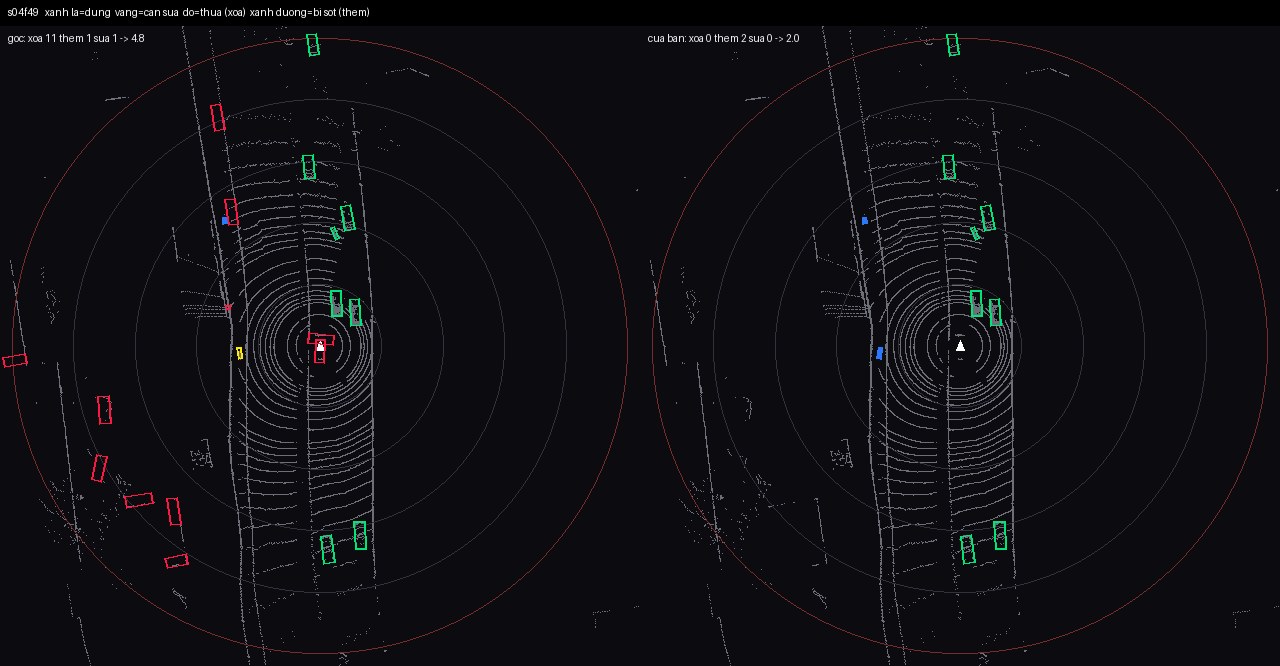 s04f49 xanh la=dung vang=can sua do=thua (xoa) xanh duong=bi sot (them)
goc: xoa 11 them 1 sua 1 -> 4.8
cua ban: xoa 0 them 2 sua 0 -> 2.0